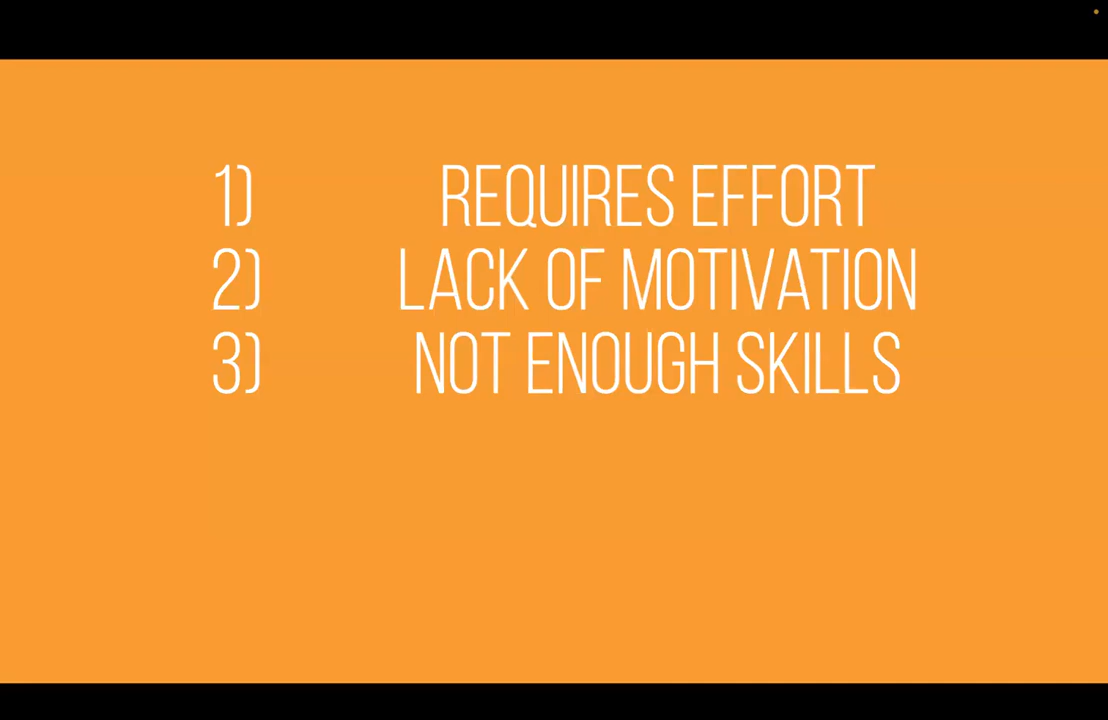 1) REQUIRES EFFORT
2) LACK OF MOTIVATION
3) NOT ENOUGH SKILLS